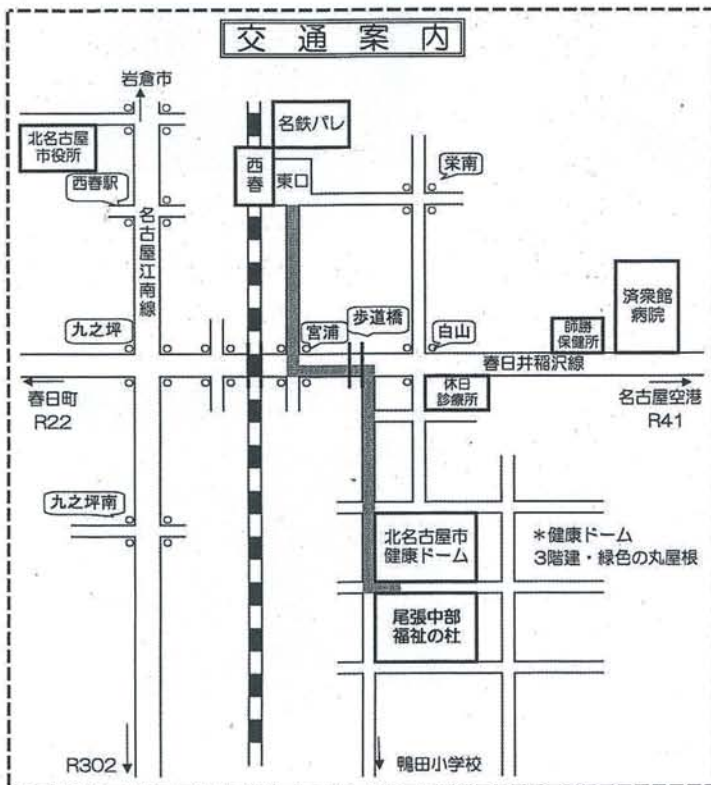 交通案内
岩倉市
名鉄パレ
北名古屋
市役所
西春
東口
栄南
西春駅
名古屋江南線
済衆館
病院
九之坪
宮浦
歩道橋
白山
師勝
保健所
春日井稲沢線
春日町
R22
休日
診療所
名古屋空港
R41
九之坪南
北名古屋市
健康ドーム
*健康ドーム
3階建・緑色の丸屋根
尾張中部
福祉の杜
R302
鴨田小学校